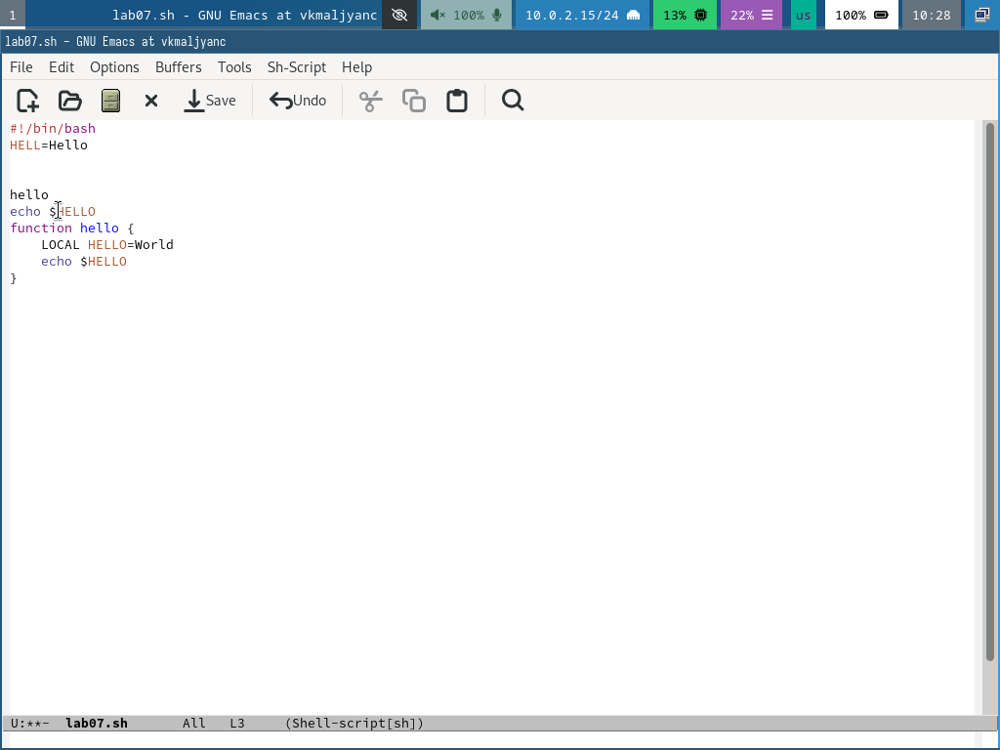 1 lab07.sh - GNU Emacs at vkmaljyanc 100% 10.0.2.15/24 13% 22% us 100% 10:28
lab07.sh - GNU Emacs at vkmaljyanc
File Edit Options Buffers Tools Sh-Script Help
Save Undo
#!/bin/bash
HELL=Hello
hello
echo $HELLO
function hello {
    LOCAL HELLO=World
    echo $HELLO
}
U:**- lab07.sh All L3 (Shell-script[sh])